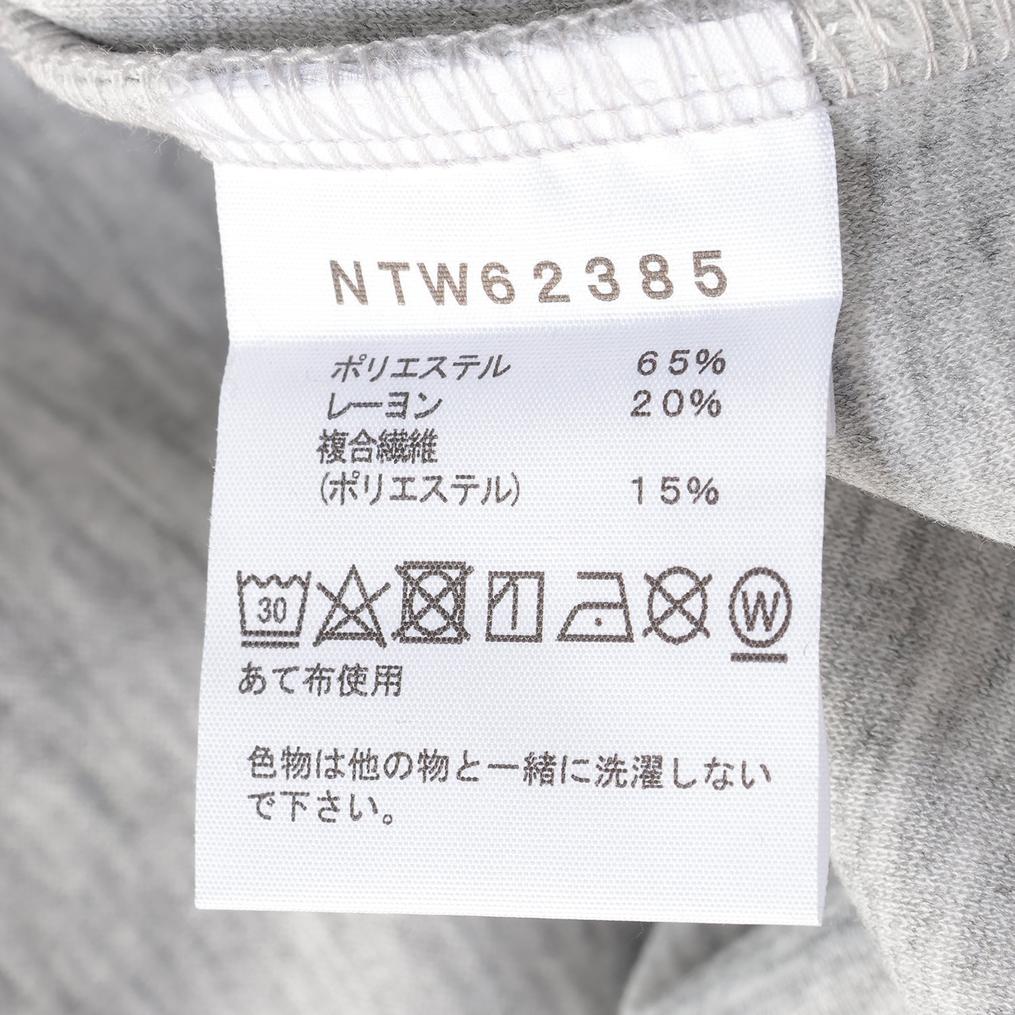 NTW62385
ポリエステル 65%
レーヨン 20%
複合繊維
(ポリエステル) 15%
30 W
あて布使用
色物は他の物と一緒に洗濯しない
で下さい。